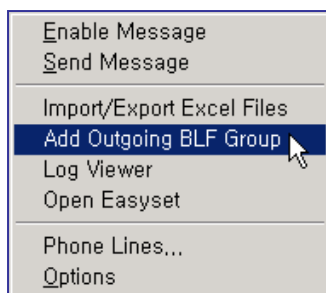 Enable Message
Send Message
Import/Export Excel Files
Add Outgoing BLF Group
Log Viewer
Open Easyset
Phone Lines,,,
Options